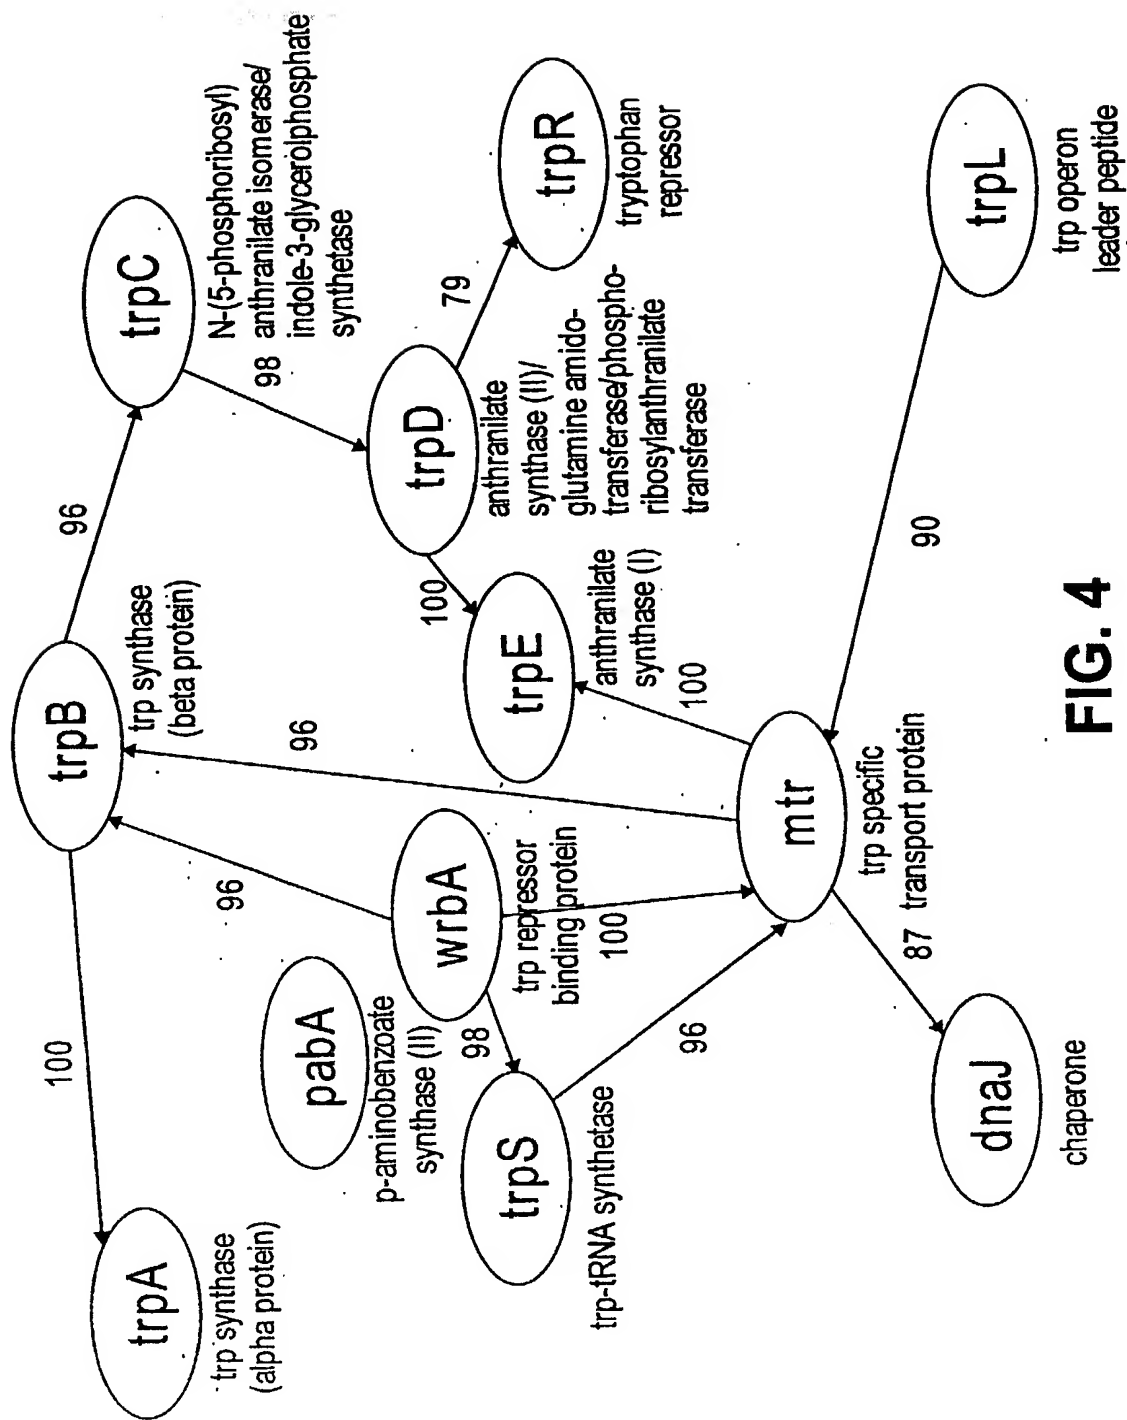 trpA
trp synthase
(alpha protein)
100
trpB
trp synthase
(beta protein)
96
trpC
N-(5-phosphoribosyl)
anthranilate isomerase/
indole-3-glycerolphosphate
synthetase
98
pabA
p-aminobenzoate
synthase (II)
96
wrbA
trp repressor
binding protein
96
trpD
anthranilate
synthase (II)/
glutamine amido-
transferase/phospho-
ribosylanthranilate
transferase
79
trpR
tryptophan
repressor
98
trpS
trp-tRNA synthetase
100
trpE
anthranilate
synthase (I)
100
100
96
mtr
trp specific
transport protein
87
90
dnaJ
chaperone
trpL
trp operon
leader peptide
FIG. 4